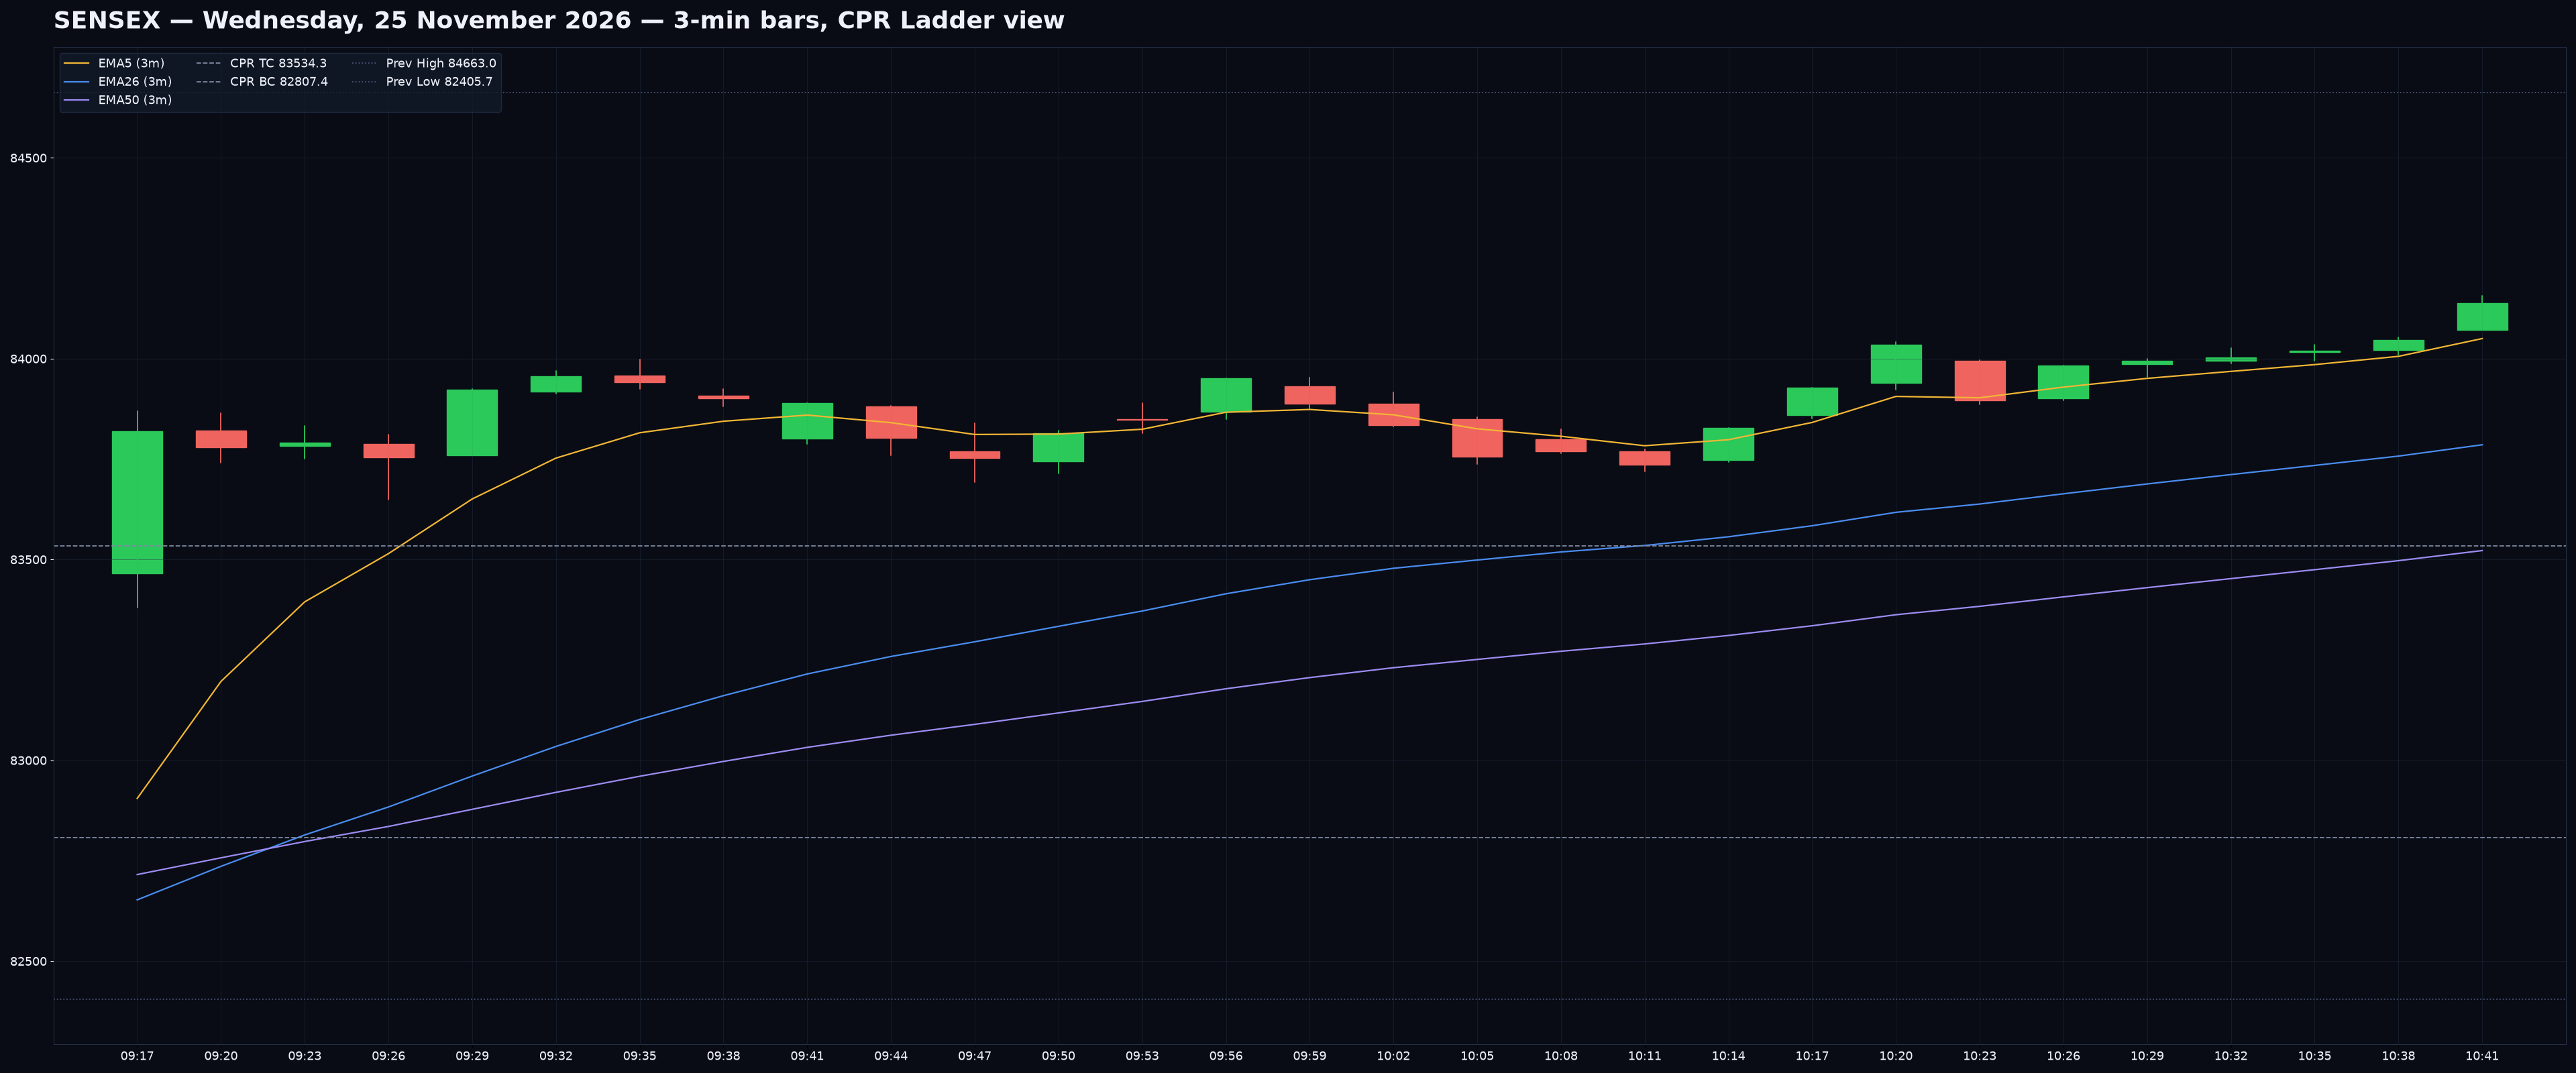 SENSEX — Wednesday, 25 November 2026 — 3-min bars, CPR Ladder view
EMA5 (3m) CPR TC 83534.3 Prev High 84663.0
EMA26 (3m) CPR BC 82807.4 Prev Low 82405.7
EMA50 (3m)
84500
84000
83500
83000
82500
09:17 09:20 09:23 09:26 09:29 09:32 09:35 09:38 09:41 09:44 09:47 09:50 09:53 09:56 09:59 10:02 10:05 10:08 10:11 10:14 10:17 10:20 10:23 10:26 10:29 10:32 10:35 10:38 10:41